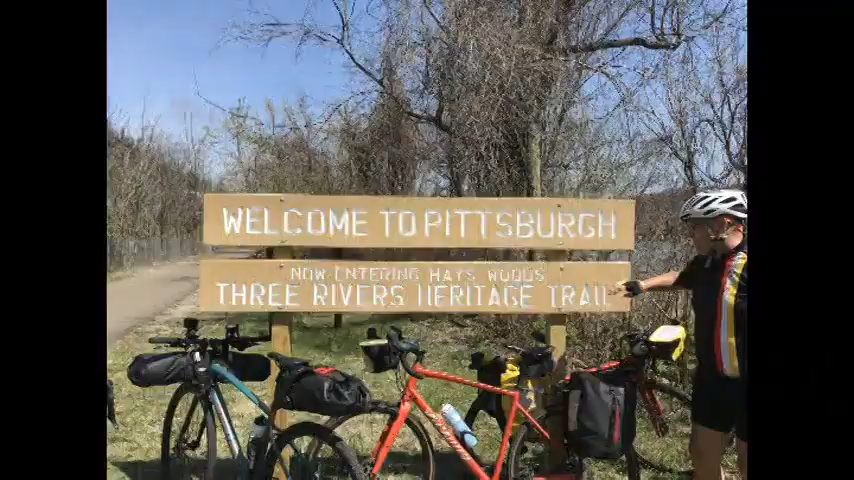 WELCOME TO PITTSBURGH
NOW ENTERING HAYS WOODS
THREE RIVERS HERITAGE TRAIL